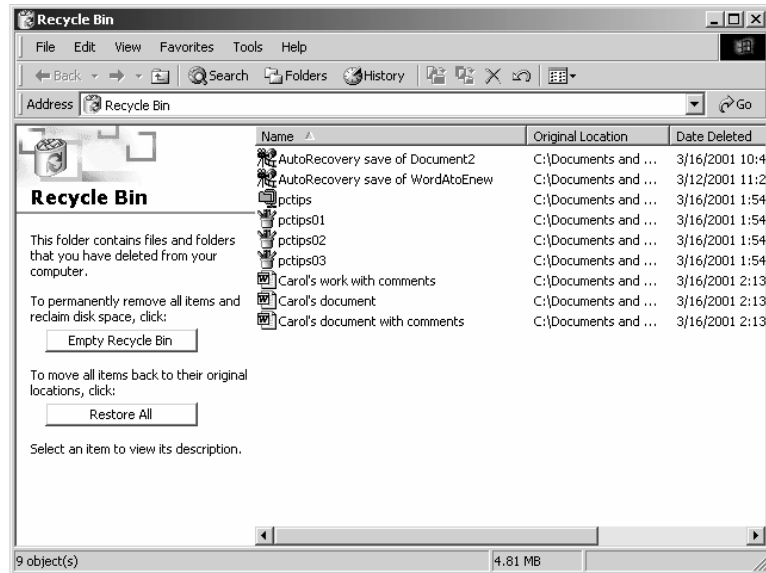 Recycle Bin
File Edit View Favorites Tools Help
Back Search Folders History
Address Recycle Bin Go
Recycle Bin
This folder contains files and folders
that you have deleted from your
computer.
To permanently remove all items and
reclaim disk space, click:
Empty Recycle Bin
To move all items back to their original
locations, click:
Restore All
Select an item to view its description.
Name Original Location Date Deleted
AutoRecovery save of Document2 C:\Documents and ... 3/16/2001 10:4
AutoRecovery save of WordAtoEnew C:\Documents and ... 3/12/2001 11:2
pctips C:\Documents and ... 3/16/2001 1:54
pctips01 C:\Documents and ... 3/16/2001 1:54
pctips02 C:\Documents and ... 3/16/2001 1:54
pctips03 C:\Documents and ... 3/16/2001 1:54
Carol's work with comments C:\Documents and ... 3/16/2001 2:13
Carol's document C:\Documents and ... 3/16/2001 2:13
Carol's document with comments C:\Documents and ... 3/16/2001 2:13
9 object(s) 4.81 MB